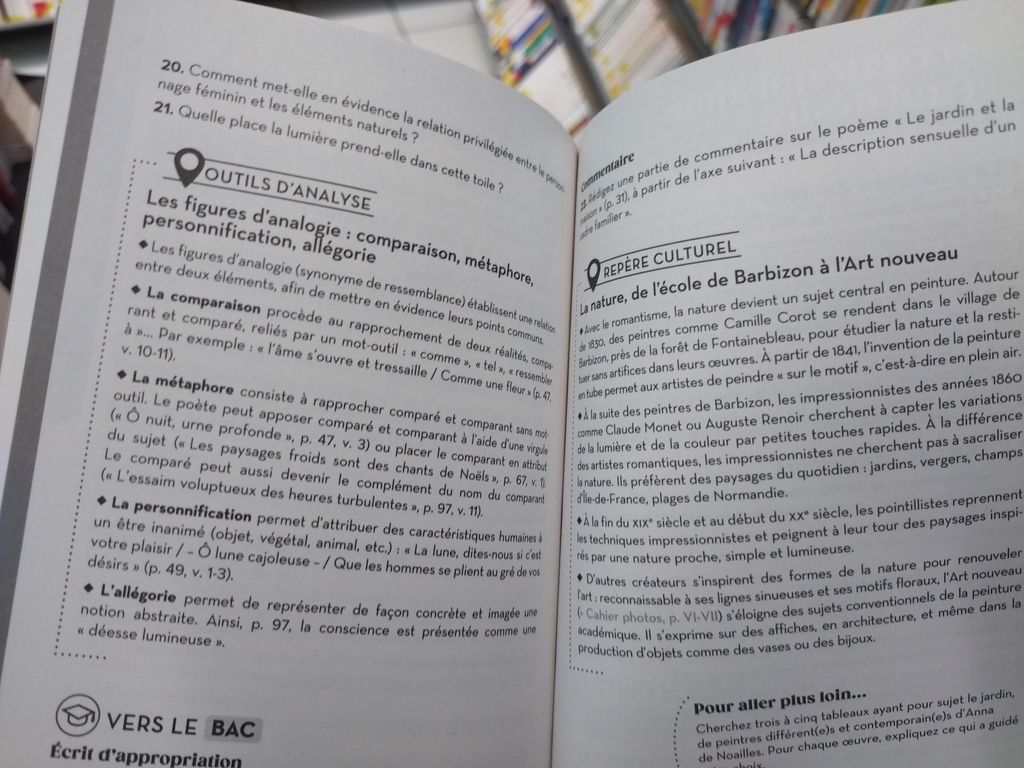 20. Comment met-elle en évidence la relation privilégiée entre le person-
nage féminin et les éléments naturels ?
21. Quelle place la lumière prend-elle dans cette toile ?
OUTILS D'ANALYSE
Les figures d'analogie : comparaison, métaphore,
personnification, allégorie
◆ Les figures d'analogie (synonyme de ressemblance) établissent une relation
entre deux éléments, afin de mettre en évidence leurs points communs.
◆ La comparaison procède au rapprochement de deux réalités, compa-
rant et comparé, reliés par un mot-outil : « comme », « tel », « ressembler
à »... Par exemple : « l'âme s'ouvre et tressaille / Comme une fleur » (p. 47,
v. 10-11).
◆ La métaphore consiste à rapprocher comparé et comparant sans mot-
outil. Le poète peut apposer comparé et comparant à l'aide d'une virgule
(« Ô nuit, urne profonde », p. 47, v. 3) ou placer le comparant en attribut
du sujet (« Les paysages froids sont des chants de Noëls », p. 67, v. 1).
Le comparé peut aussi devenir le complément du nom du comparant
(« L'essaim voluptueux des heures turbulentes », p. 97, v. 11).
◆ La personnification permet d'attribuer des caractéristiques humaines à
un être inanimé (objet, végétal, animal, etc.) : « La lune, dites-nous si c'est
votre plaisir / – Ô lune cajoleuse – / Que les hommes se plient au gré de vos
désirs » (p. 49, v. 1-3).
◆ L'allégorie permet de représenter de façon concrète et imagée une
notion abstraite. Ainsi, p. 97, la conscience est présentée comme une
« déesse lumineuse ».
VERS LE BAC
Écrit d'appropriation
Commentaire
Rédigez une partie de commentaire sur le poème « Le jardin et la
maison » (p. 31), à partir de l'axe suivant : « La description sensuelle d'un
cadre familier ».
REPÈRE CULTUREL
La nature, de l'école de Barbizon à l'Art nouveau
◆ Avec le romantisme, la nature devient un sujet central en peinture. Autour
de 1830, des peintres comme Camille Corot se rendent dans le village de
Barbizon, près de la forêt de Fontainebleau, pour étudier la nature et la resti-
tuer sans artifices dans leurs œuvres. À partir de 1841, l'invention de la peinture
en tube permet aux artistes de peindre « sur le motif », c'est-à-dire en plein air.
◆ À la suite des peintres de Barbizon, les impressionnistes des années 1860
comme Claude Monet ou Auguste Renoir cherchent à capter les variations
de la lumière et de la couleur par petites touches rapides. À la différence
des artistes romantiques, les impressionnistes ne cherchent pas à sacraliser
la nature. Ils préfèrent des paysages du quotidien : jardins, vergers, champs
d'Île-de-France, plages de Normandie.
◆ À la fin du XIXe siècle et au début du XXe siècle, les pointillistes reprennent
les techniques impressionnistes et peignent à leur tour des paysages inspi-
rés par une nature proche, simple et lumineuse.
◆ D'autres créateurs s'inspirent des formes de la nature pour renouveler
l'art : reconnaissable à ses lignes sinueuses et ses motifs floraux, l'Art nouveau
(▸ Cahier photos, p. VI-VII) s'éloigne des sujets conventionnels de la peinture
académique. Il s'exprime sur des affiches, en architecture, et même dans la
production d'objets comme des vases ou des bijoux.
Pour aller plus loin...
Cherchez trois à cinq tableaux ayant pour sujet le jardin,
de peintres différent(e)s et contemporain(e)s d'Anna
de Noailles. Pour chaque œuvre, expliquez ce qui a guidé
choix.